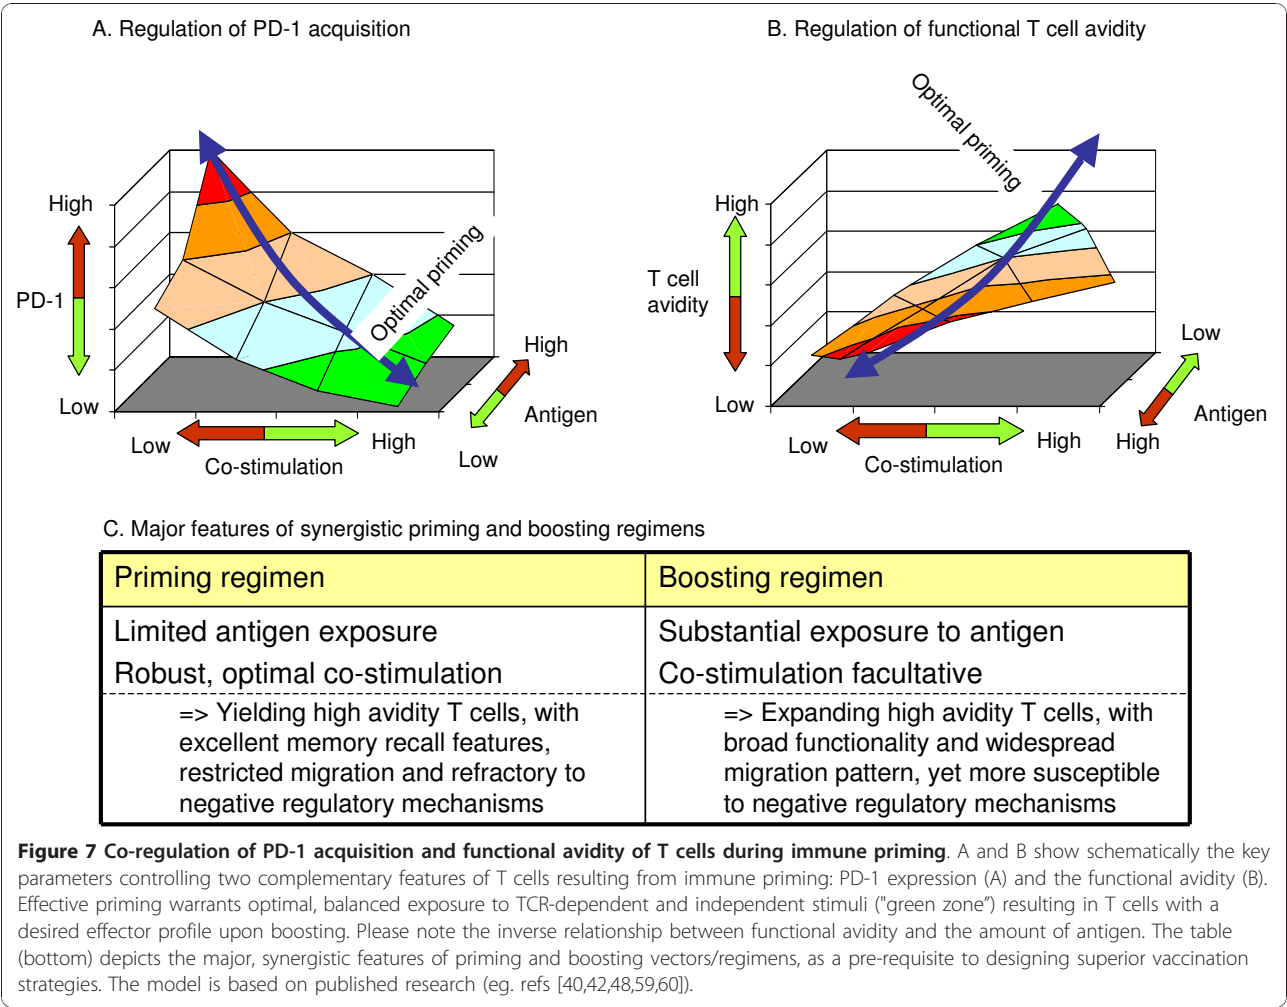 A. Regulation of PD-1 acquisition
Optimal priming
High
PD-1
Low
Low
Co-stimulation
High
High
Antigen
Low
B. Regulation of functional T cell avidity
Optimal priming
High
T cell
avidity
Low
Low
Co-stimulation
High
Low
Antigen
High
C. Major features of synergistic priming and boosting regimens
Priming regimen
Limited antigen exposure
Robust, optimal co-stimulation
=> Yielding high avidity T cells, with
excellent memory recall features,
restricted migration and refractory to
negative regulatory mechanisms
Boosting regimen
Substantial exposure to antigen
Co-stimulation facultative
=> Expanding high avidity T cells, with
broad functionality and widespread
migration pattern, yet more susceptible
to negative regulatory mechanisms
Figure 7 Co-regulation of PD-1 acquisition and functional avidity of T cells during immune priming. A and B show schematically the key
parameters controlling two complementary features of T cells resulting from immune priming: PD-1 expression (A) and the functional avidity (B).
Effective priming warrants optimal, balanced exposure to TCR-dependent and independent stimuli ("green zone") resulting in T cells with a
desired effector profile upon boosting. Please note the inverse relationship between functional avidity and the amount of antigen. The table
(bottom) depicts the major, synergistic features of priming and boosting vectors/regimens, as a pre-requisite to designing superior vaccination
strategies. The model is based on published research (eg. refs [40,42,48,59,60]).